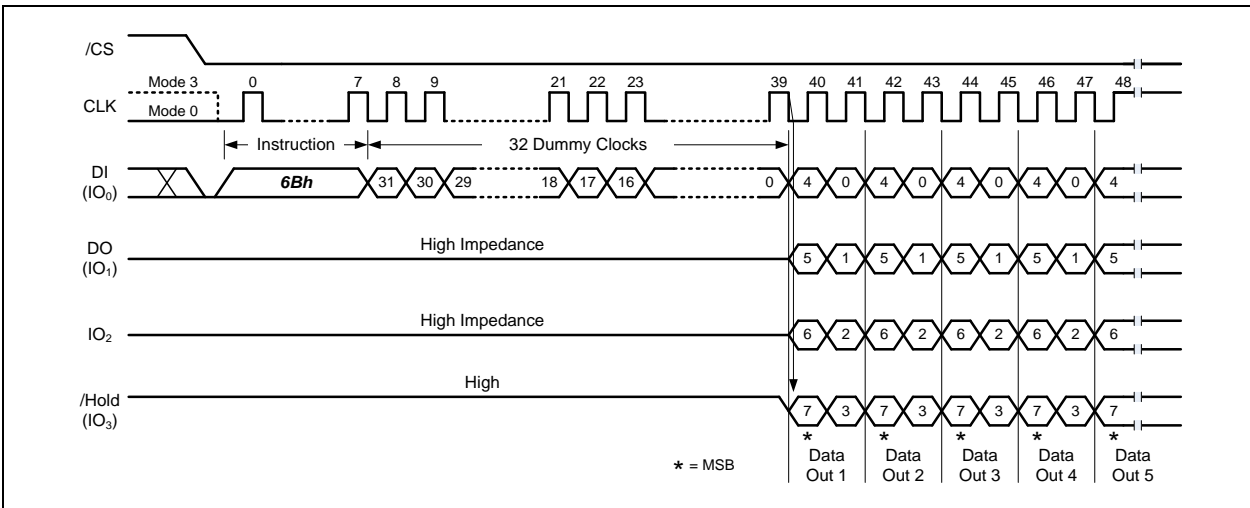 /CS
Mode 3
CLK
Mode 0
0 7 8 9 21 22 23 39 40 41 42 43 44 45 46 47 48
Instruction
32 Dummy Clocks
DI
(IO₀)
6Bh 31 30 29 18 17 16 0 4 0 4 0 4 0 4 0 4
High Impedance
DO
(IO₁)
5 1 5 1 5 1 5 1 5
High Impedance
IO₂
6 2 6 2 6 2 6 2 6
High
/Hold
(IO₃)
7 3 7 3 7 3 7 3 7
* * * * *
* = MSB
Data Data Data Data Data
Out 1 Out 2 Out 3 Out 4 Out 5